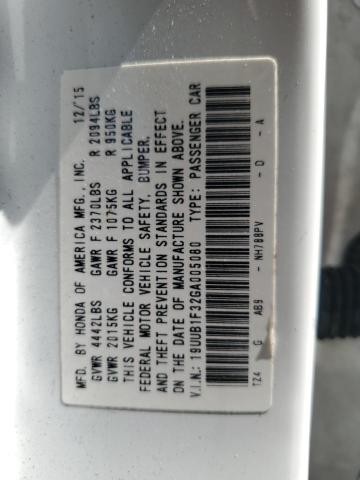 MFD. BY HONDA OF AMERICA MFG., INC. 12/15
GVWR 4442LBS GAWR F 2370LBS R 2094LBS
GVWR 2015KG GAWR F 1075KG R 950KG
THIS VEHICLE CONFORMS TO ALL APPLICABLE
FEDERAL MOTOR VEHICLE SAFETY, BUMPER,
AND THEFT PREVENTION STANDARDS IN EFFECT
ON THE DATE OF MANUFACTURE SHOWN ABOVE.
V.I.N.: 19UUB1F32GA005080 TYPE: PASSENGER CAR
TZ4 G AB9 - NH788PV - D - A